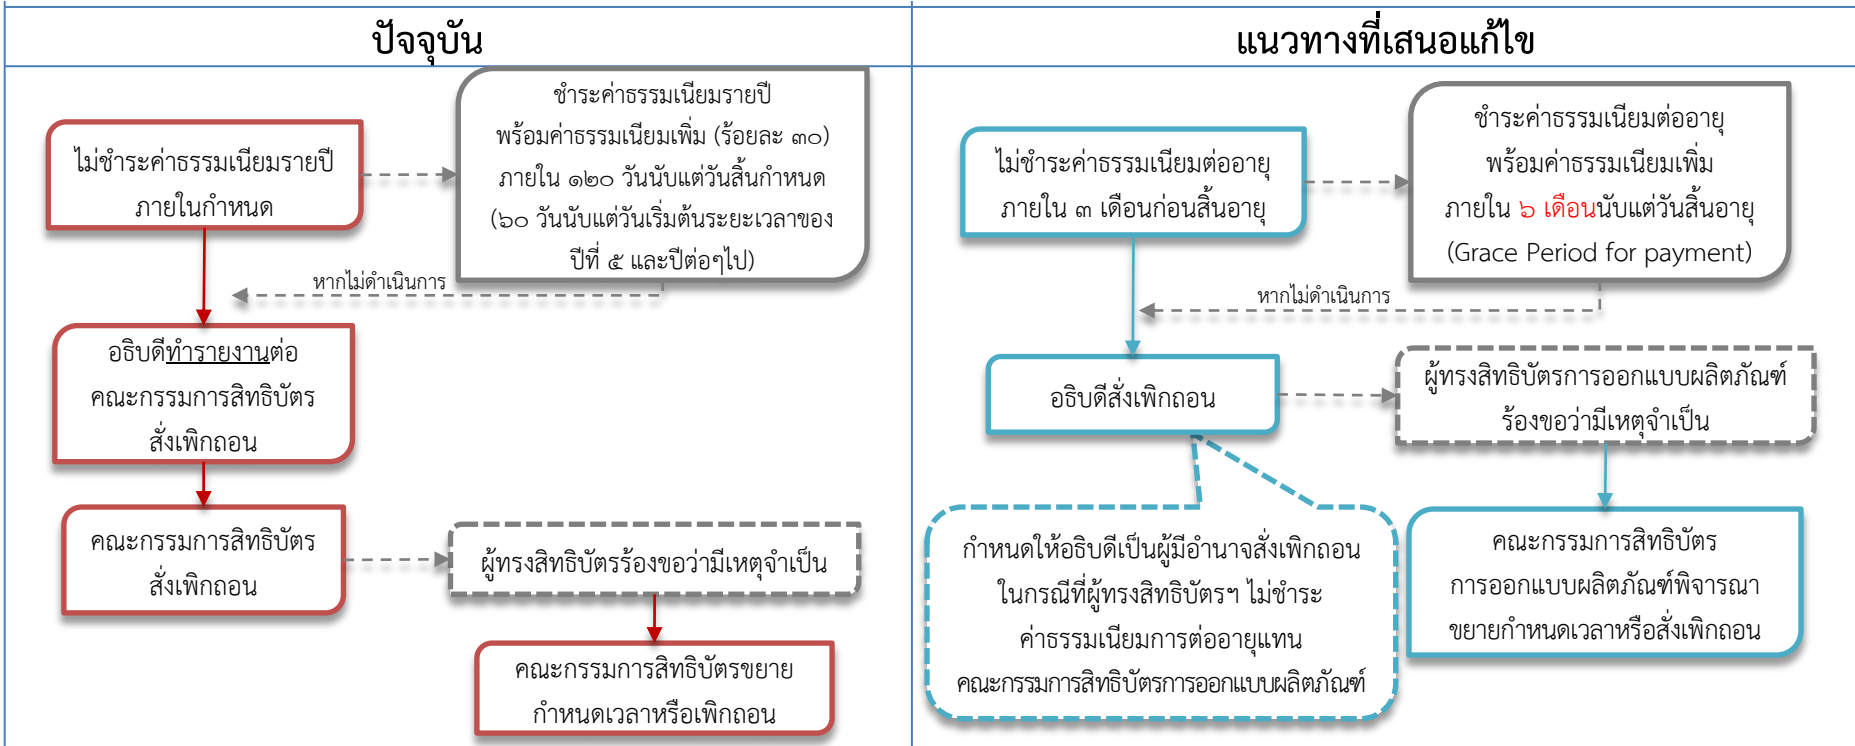 ปัจจุบัน
ไม่ชำระค่าธรรมเนียมรายปี
ภายในกำหนด
ชำระค่าธรรมเนียมรายปี
พร้อมค่าธรรมเนียมเพิ่ม (ร้อยละ ๓๐)
ภายใน ๑๒๐ วันนับแต่วันสิ้นกำหนด
(๖๐ วันนับแต่วันเริ่มต้นระยะเวลาของ
ปีที่ ๕ และปีต่อๆไป)
หากไม่ดำเนินการ
อธิบดีทำรายงานต่อ
คณะกรรมการสิทธิบัตร
สั่งเพิกถอน
คณะกรรมการสิทธิบัตร
สั่งเพิกถอน
ผู้ทรงสิทธิบัตรร้องขอว่ามีเหตุจำเป็น
คณะกรรมการสิทธิบัตรขยาย
กำหนดเวลาหรือเพิกถอน
แนวทางที่เสนอแก้ไข
ไม่ชำระค่าธรรมเนียมต่ออายุ
ภายใน ๓ เดือนก่อนสิ้นอายุ
ชำระค่าธรรมเนียมต่ออายุ
พร้อมค่าธรรมเนียมเพิ่ม
ภายใน ๖ เดือนนับแต่วันสิ้นอายุ
(Grace Period for payment)
หากไม่ดำเนินการ
อธิบดีสั่งเพิกถอน
ผู้ทรงสิทธิบัตรการออกแบบผลิตภัณฑ์
ร้องขอว่ามีเหตุจำเป็น
กำหนดให้อธิบดีเป็นผู้มีอำนาจสั่งเพิกถอน
ในกรณีที่ผู้ทรงสิทธิบัตรฯ ไม่ชำระ
ค่าธรรมเนียมการต่ออายุแทน
คณะกรรมการสิทธิบัตรการออกแบบผลิตภัณฑ์
คณะกรรมการสิทธิบัตร
การออกแบบผลิตภัณฑ์พิจารณา
ขยายกำหนดเวลาหรือสั่งเพิกถอน